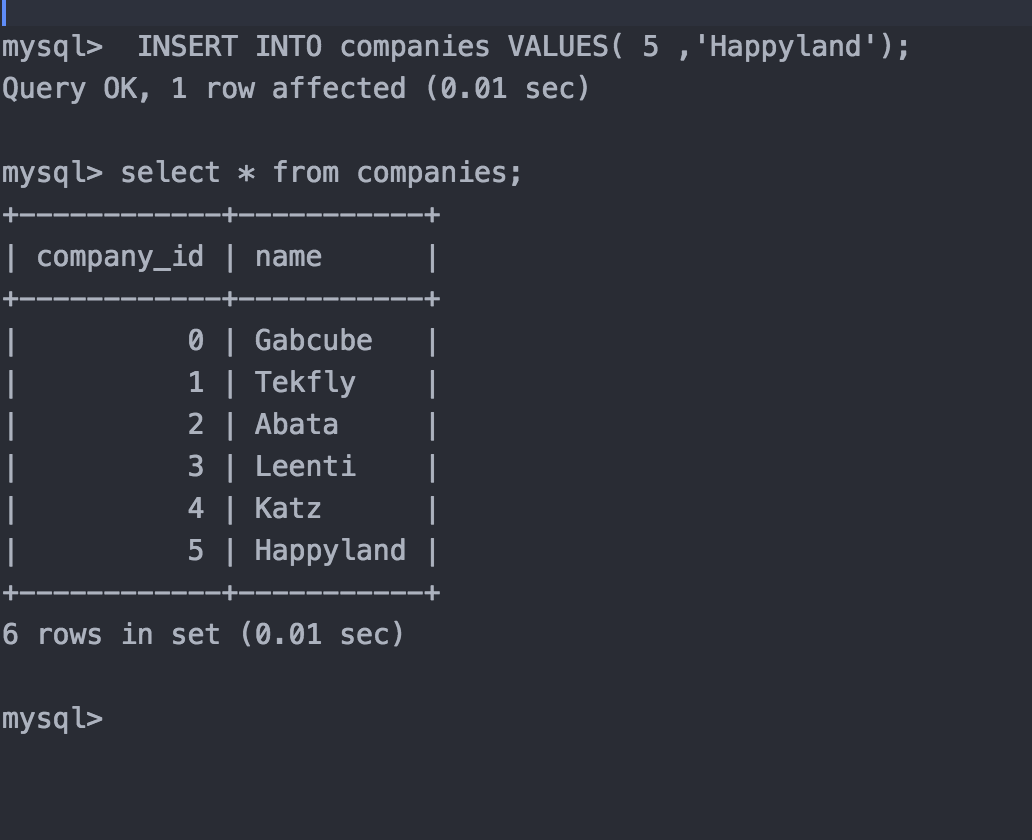 mysql>  INSERT INTO companies VALUES( 5 ,'Happyland');
Query OK, 1 row affected (0.01 sec)
mysql> select * from companies;
+------------+-----------+
| company_id | name      |
+------------+-----------+
|          0 | Gabcube   |
|          1 | Tekfly    |
|          2 | Abata     |
|          3 | Leenti    |
|          4 | Katz      |
|          5 | Happyland |
+------------+-----------+
6 rows in set (0.01 sec)
mysql>